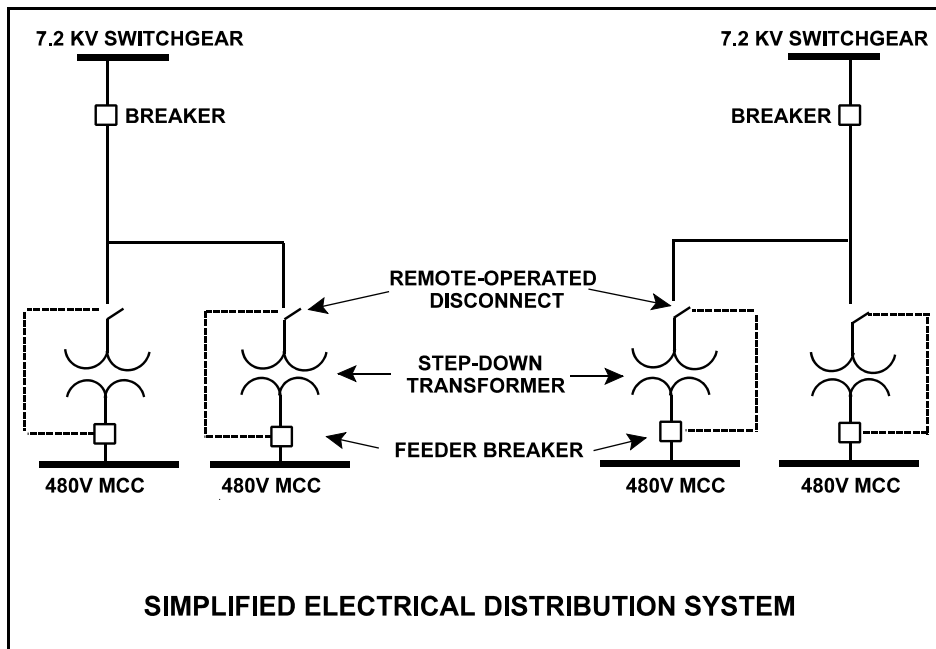 7.2 KV SWITCHGEAR
7.2 KV SWITCHGEAR
BREAKER
BREAKER
REMOTE-OPERATED
DISCONNECT
STEP-DOWN
TRANSFORMER
FEEDER BREAKER
480V MCC
480V MCC
480V MCC
480V MCC
SIMPLIFIED ELECTRICAL DISTRIBUTION SYSTEM